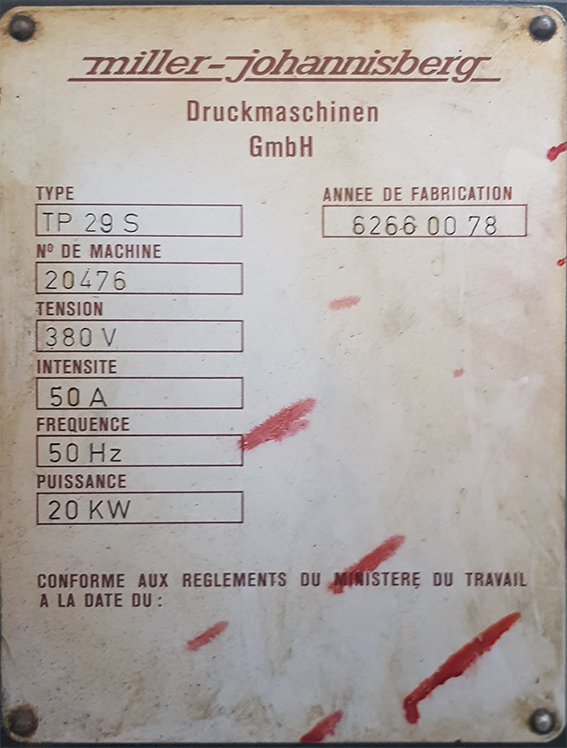 miller-johannisberg
Druckmaschinen
GmbH
TYPE
TP 29 S
ANNEE DE FABRICATION
6266 00 78
Nº DE MACHINE
20476
TENSION
380 V
INTENSITE
50 A
FREQUENCE
50 Hz
PUISSANCE
20 KW
CONFORME AUX REGLEMENTS DU MINISTERE DU TRAVAIL
A LA DATE DU :